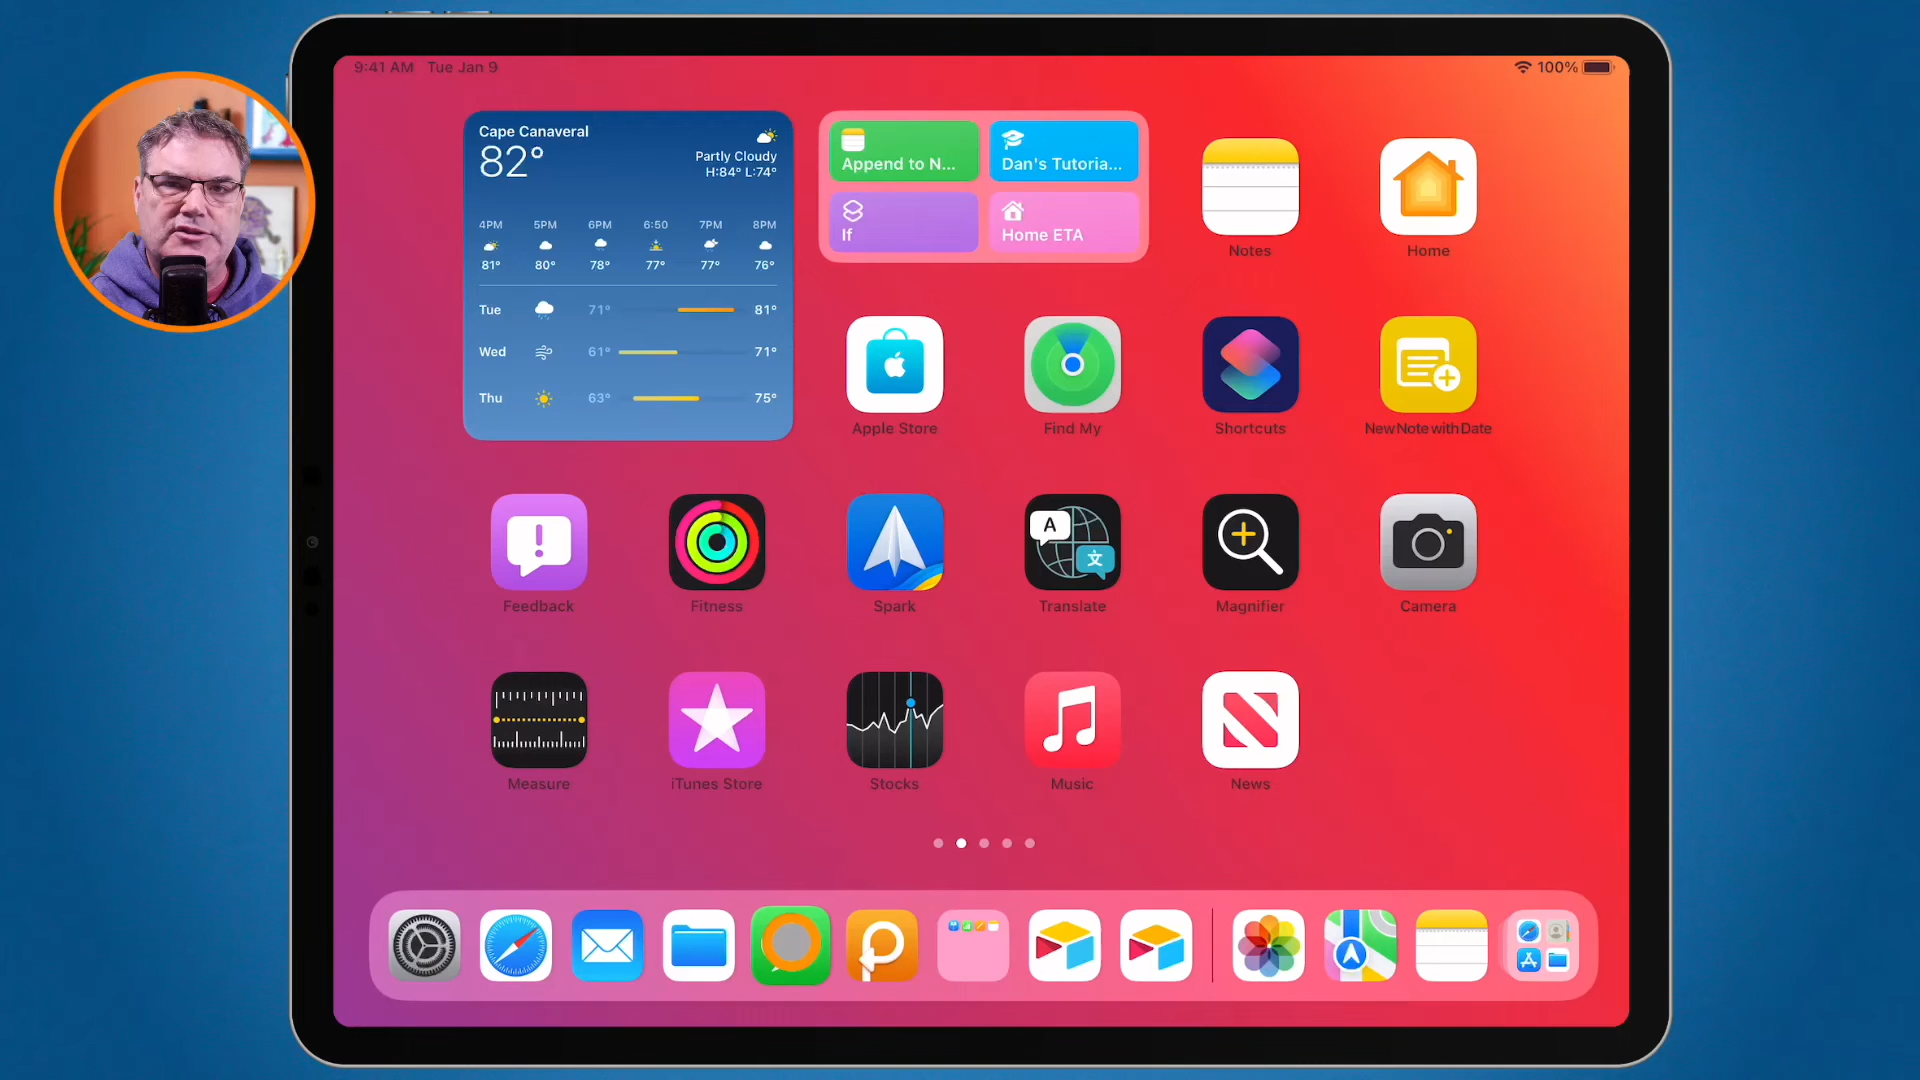 9:41 AM Tue Jan 9
100%
Cape Canaveral
82°
Partly Cloudy
H:84° L:74°
4PM 5PM 6PM 6:50 7PM 8PM
81° 80° 78° 77° 77° 76°
Tue 71° 81°
Wed 61° 71°
Thu 63° 75°
Append to N...
Dan's Tutoria...
If
Home ETA
Notes
Home
Apple Store
Find My
Shortcuts
New Note with Date
Feedback
Fitness
Spark
A
文
Translate
Magnifier
Camera
Measure
iTunes Store
Stocks
Music
News